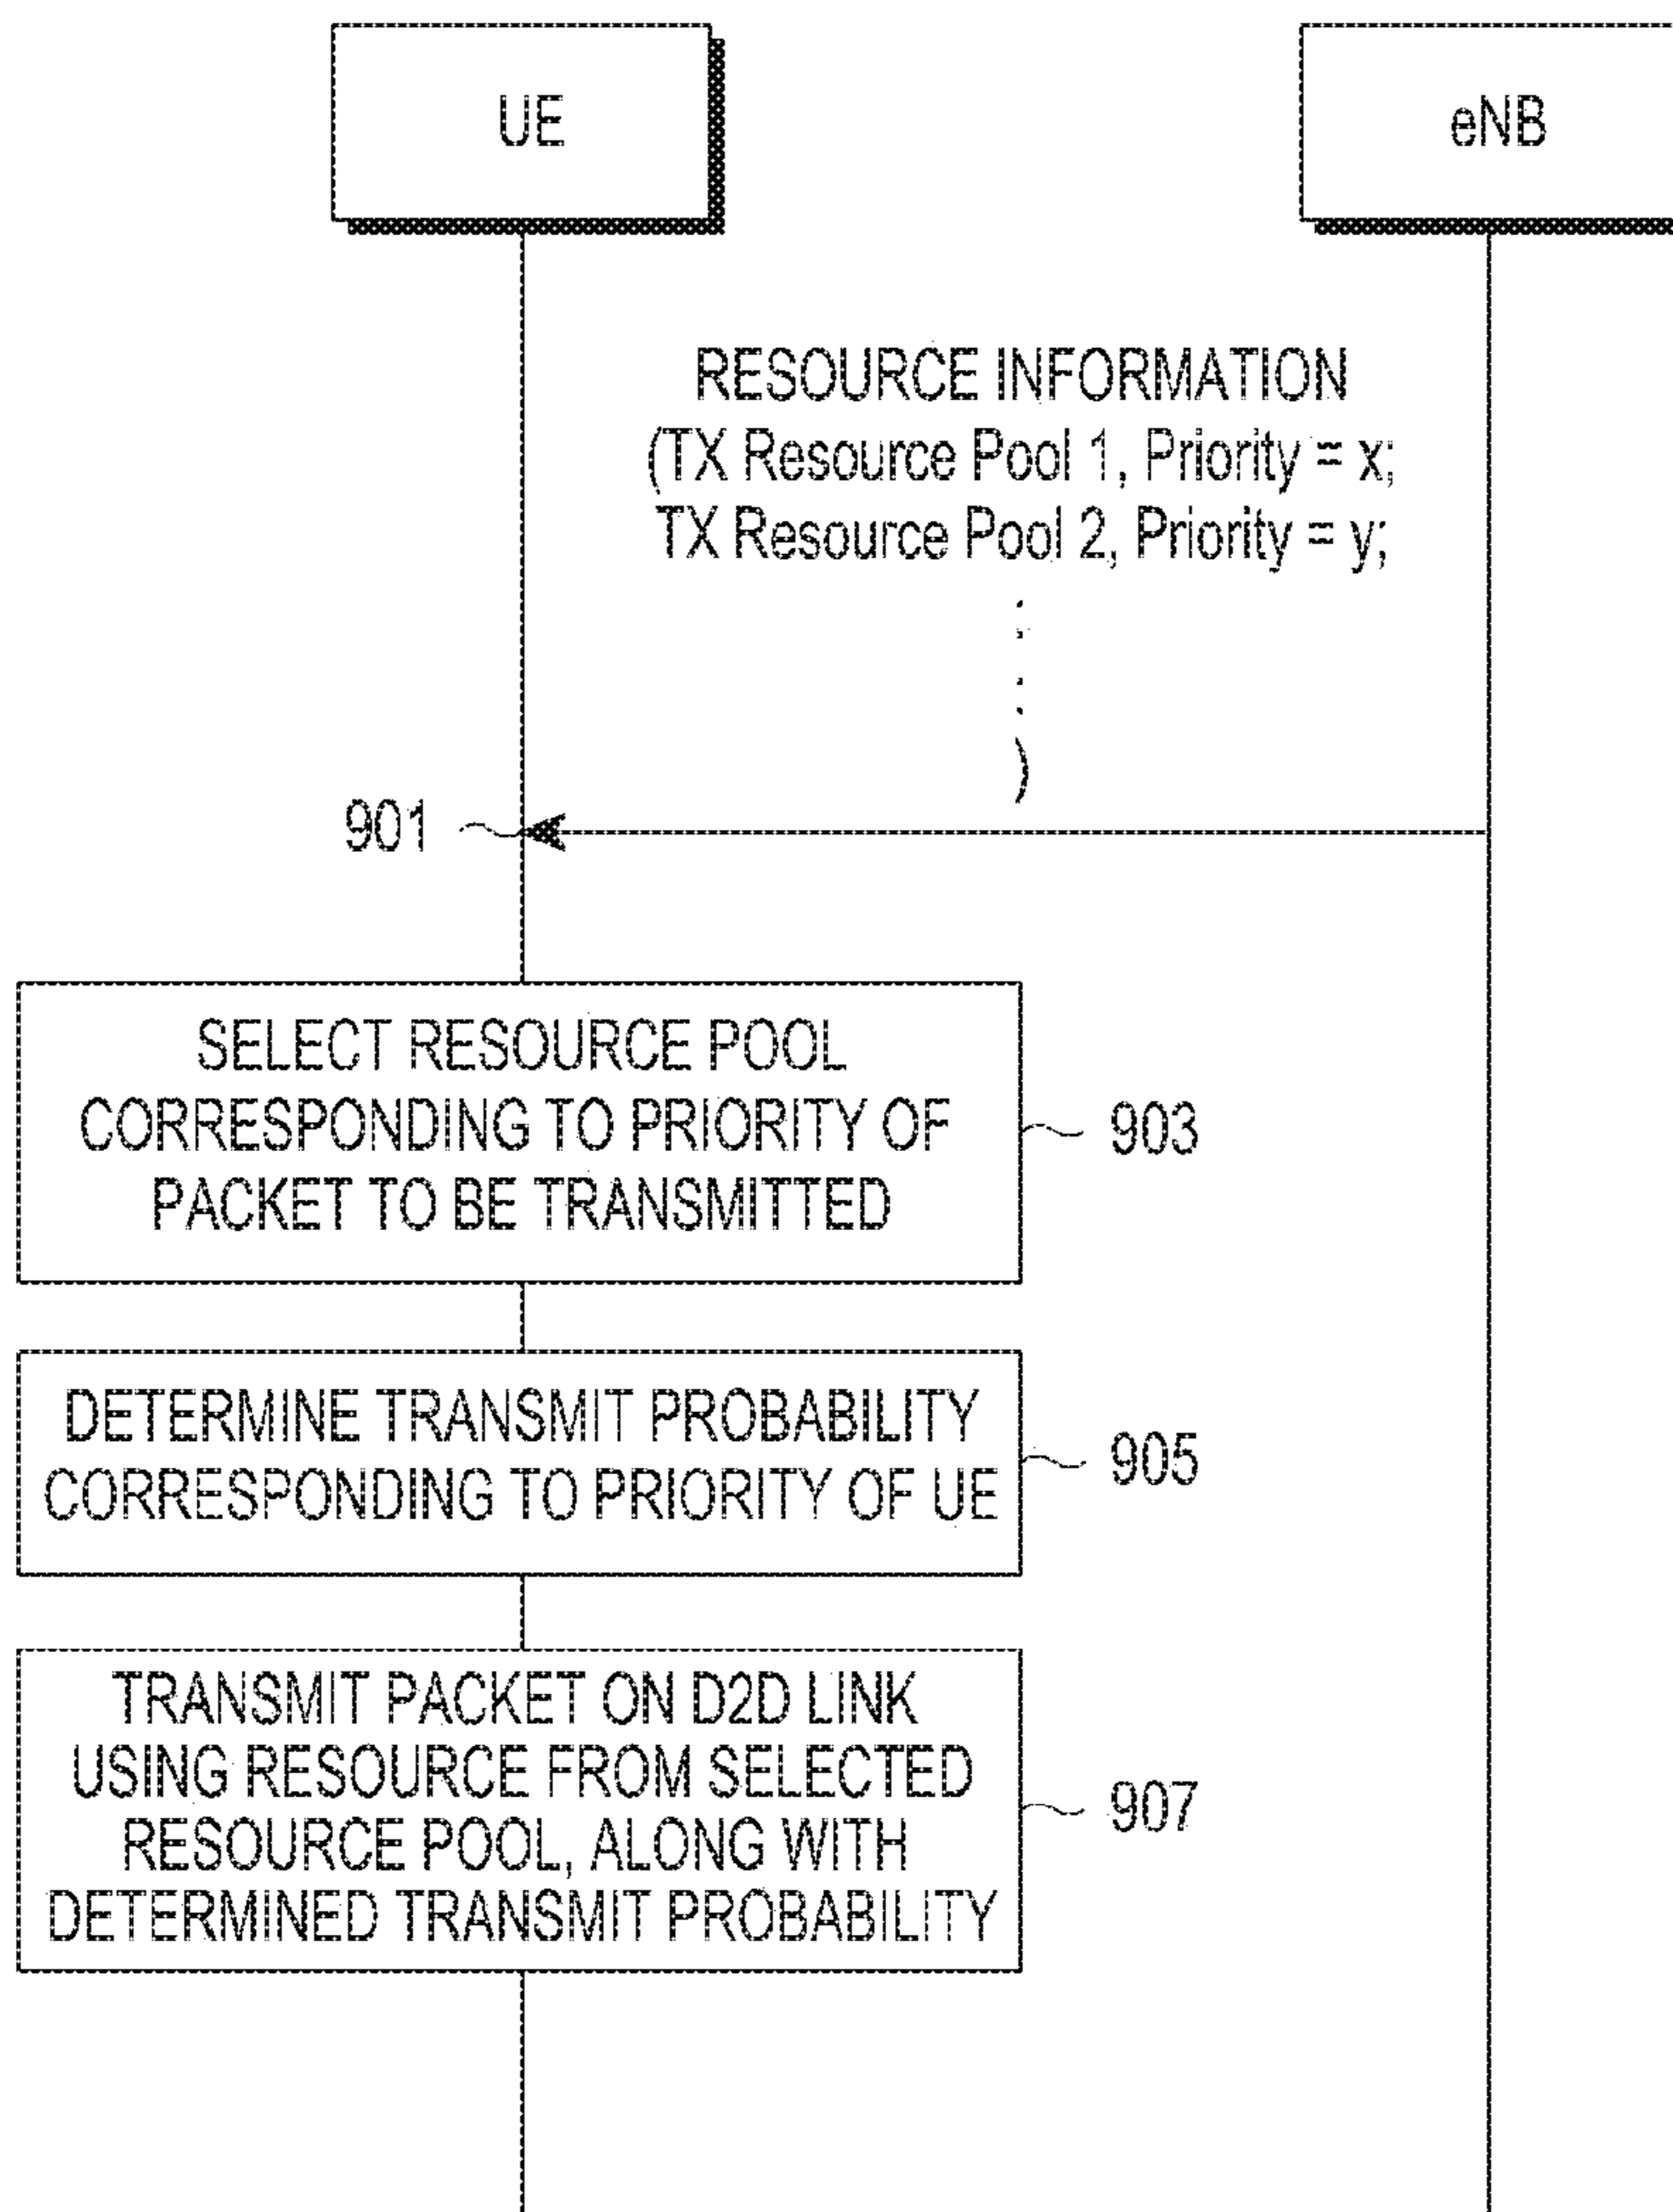 UE
eNB
RESOURCE INFORMATION
(TX Resource Pool 1, Priority = x;
TX Resource Pool 2, Priority = y;
)
901
SELECT RESOURCE POOL
CORRESPONDING TO PRIORITY OF
PACKET TO BE TRANSMITTED
903
DETERMINE TRANSMIT PROBABILITY
CORRESPONDING TO PRIORITY OF UE
905
TRANSMIT PACKET ON D2D LINK
USING RESOURCE FROM SELECTED
RESOURCE POOL, ALONG WITH
DETERMINED TRANSMIT PROBABILITY
907